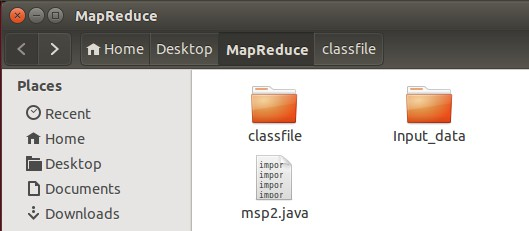 MapReduce
Home Desktop MapReduce classfile
Places
Recent
Home
Desktop
Documents
Downloads
classfile Input_data
impor
impor
impor
impor
msp2.java